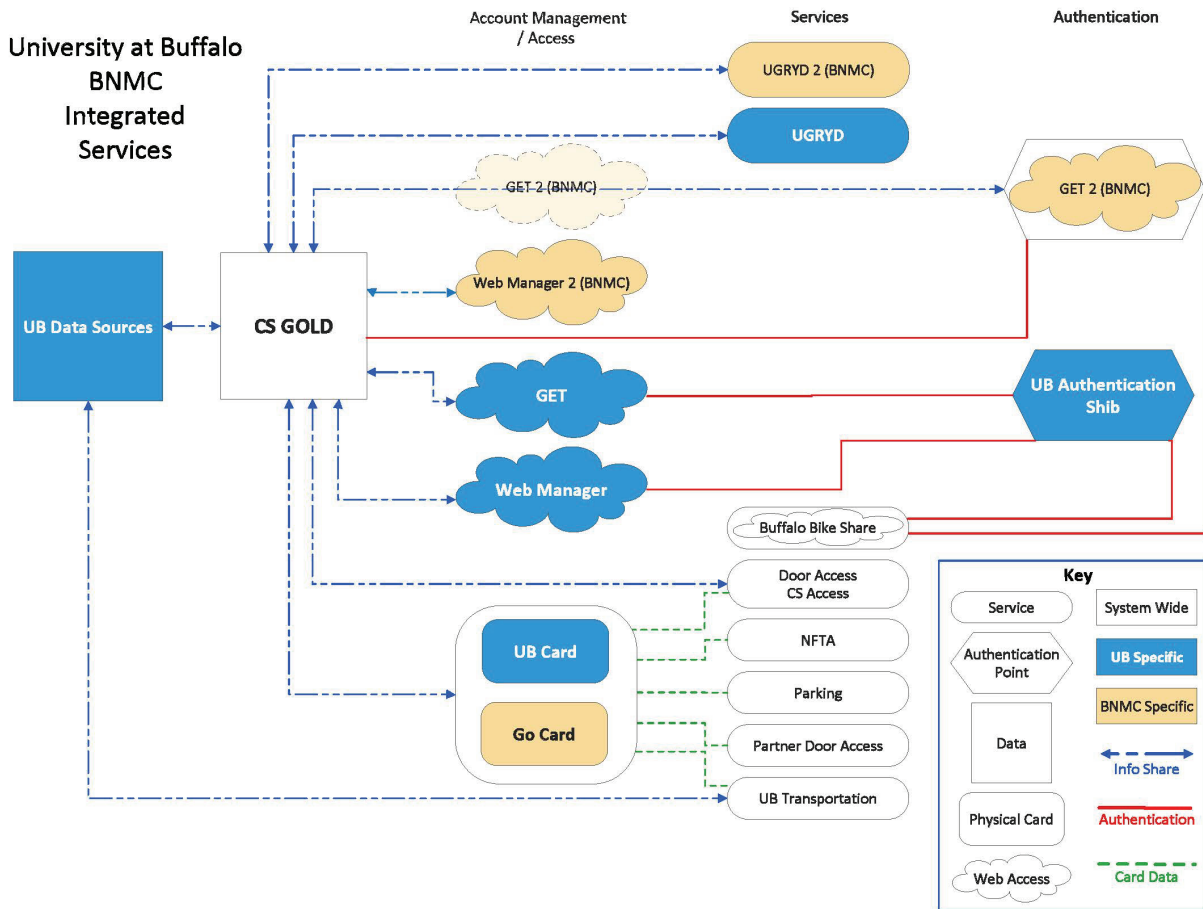 University at Buffalo
BNMC
Integrated
Services
Account Management
/ Access
Services
Authentication
UGRYD 2 (BNMC)
UGRYD
GET 2 (BNMC)
GET 2 (BNMC)
Web Manager 2 (BNMC)
UB Data Sources
CS GOLD
GET
UB Authentication
Shib
Web Manager
Buffalo Bike Share
Door Access
CS Access
UB Card
NFTA
Parking
Go Card
Partner Door Access
UB Transportation
Key
Service
System Wide
Authentication
Point
UB Specific
BNMC Specific
Data
Info Share
Physical Card
Authentication
Web Access
Card Data